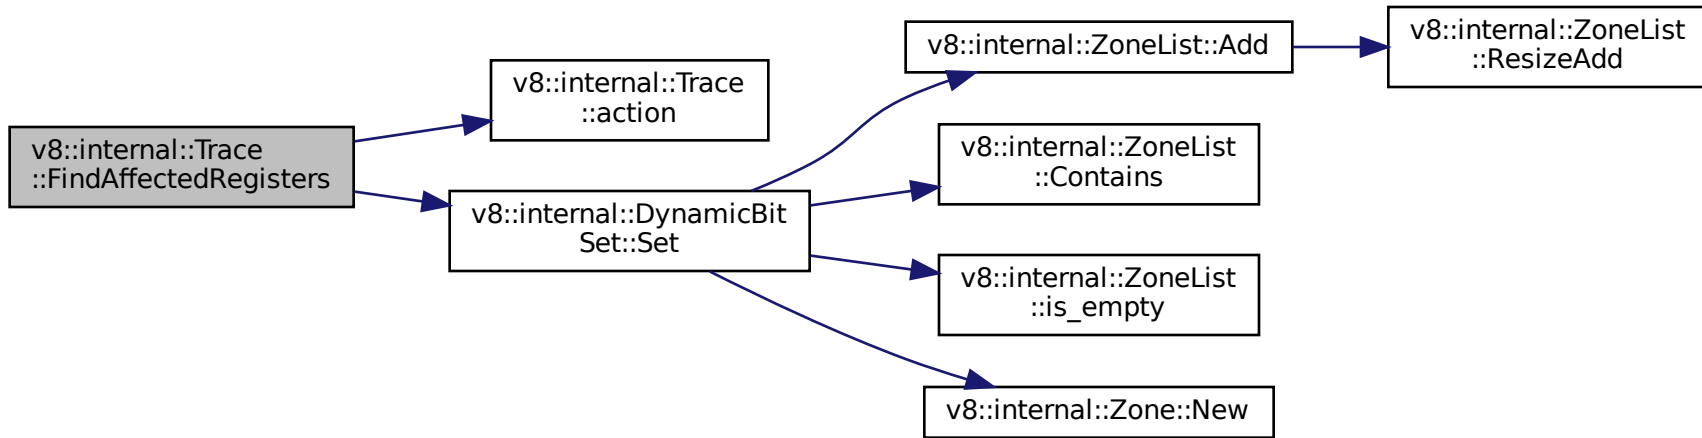 v8::internal::Trace
::FindAffectedRegisters
v8::internal::Trace
::action
v8::internal::DynamicBit
Set::Set
v8::internal::ZoneList::Add
v8::internal::ZoneList
::Contains
v8::internal::ZoneList
::is_empty
v8::internal::Zone::New
v8::internal::ZoneList
::ResizeAdd